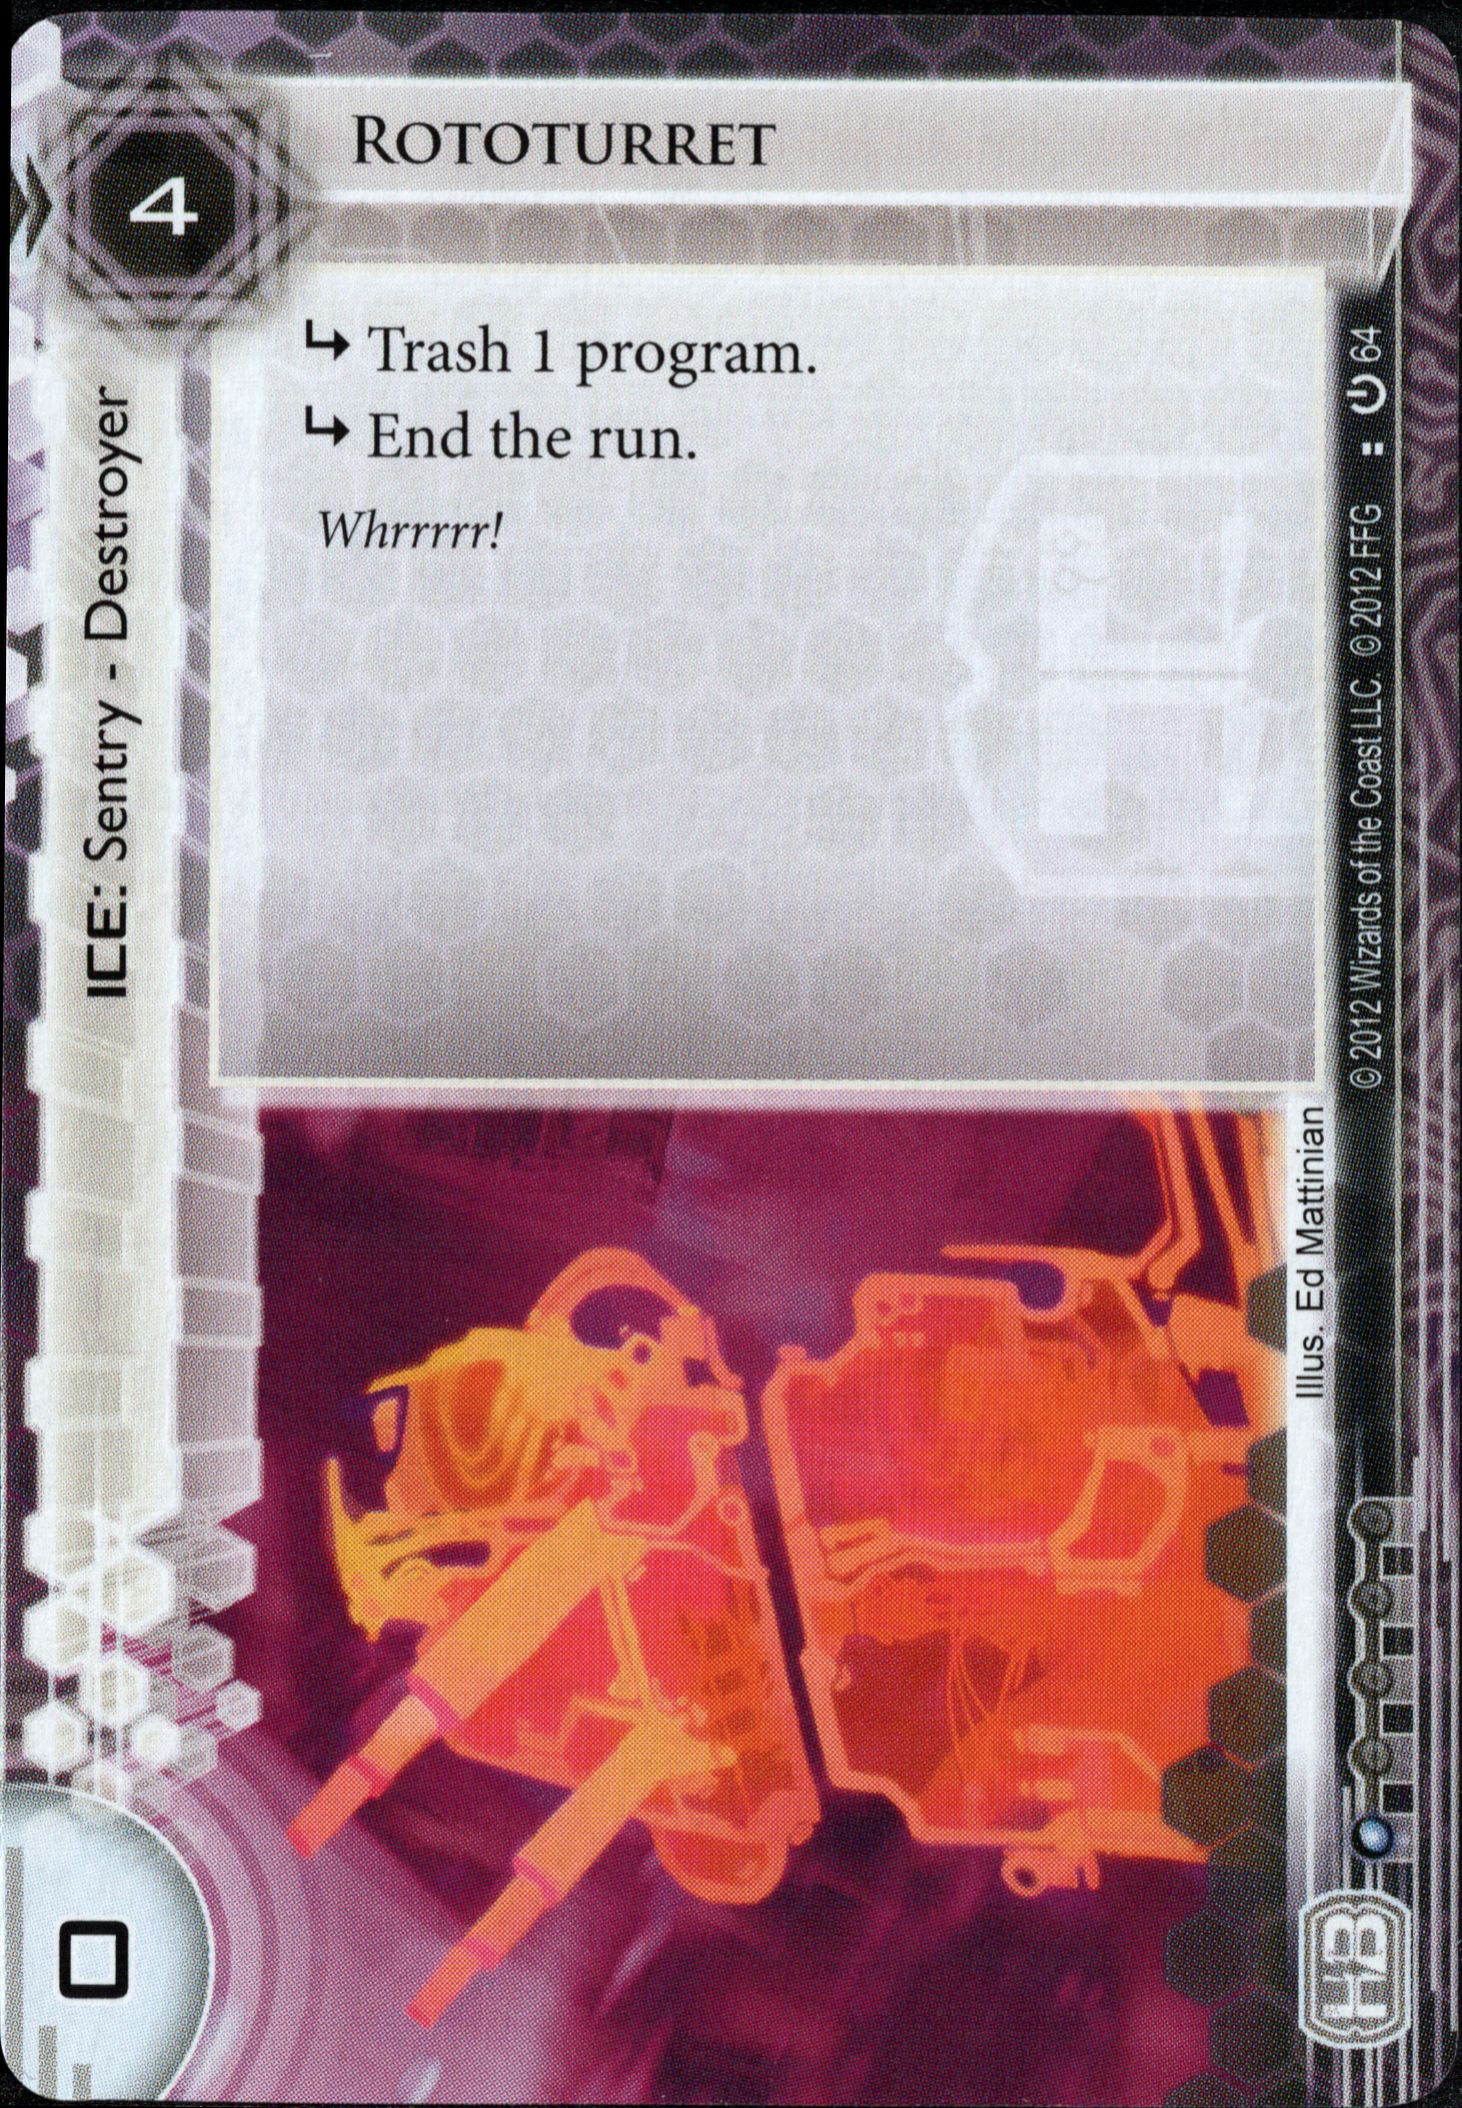 ROTOTURRET
4
↳ Trash 1 program.
↳ End the run.
Whrrrrr!
ICE: Sentry - Destroyer
0
Illus. Ed Mattinian
© 2012 Wizards of the Coast LLC. © 2012 FFG
64
HB